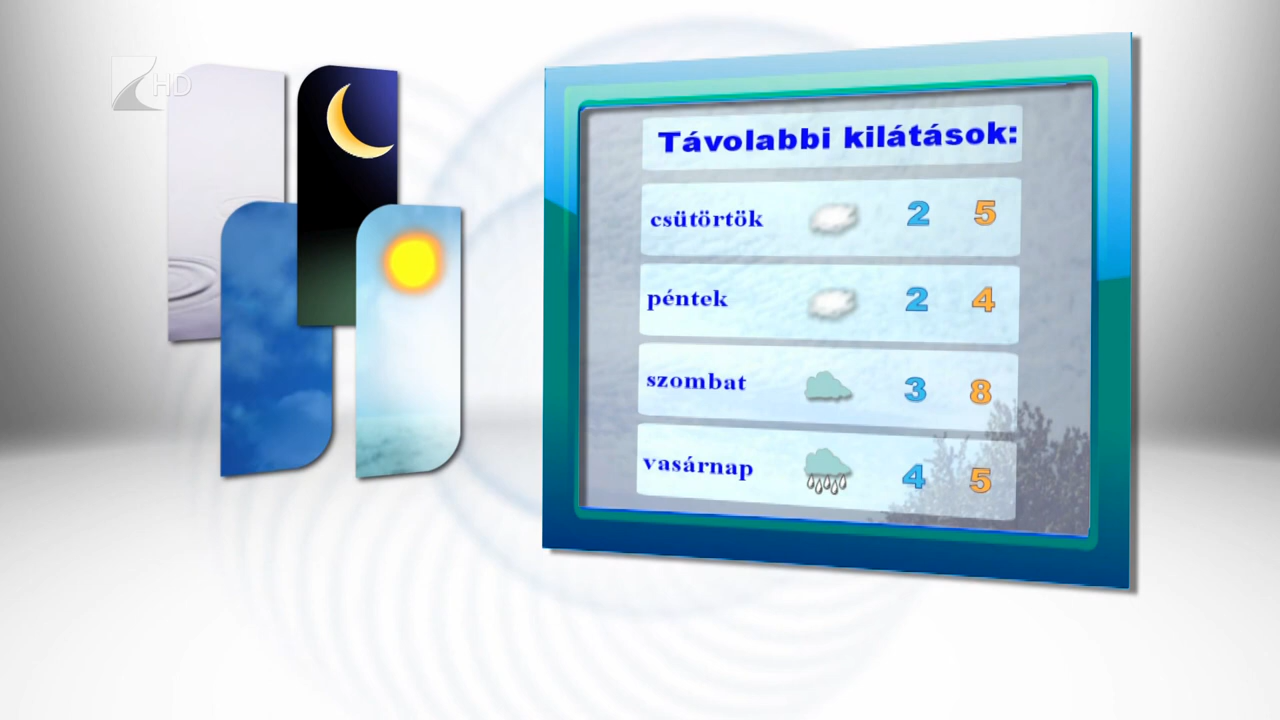 HD
Távolabbi kilátások:
csütörtök 2 5
péntek 2 4
szombat 3 8
vasárnap 4 5